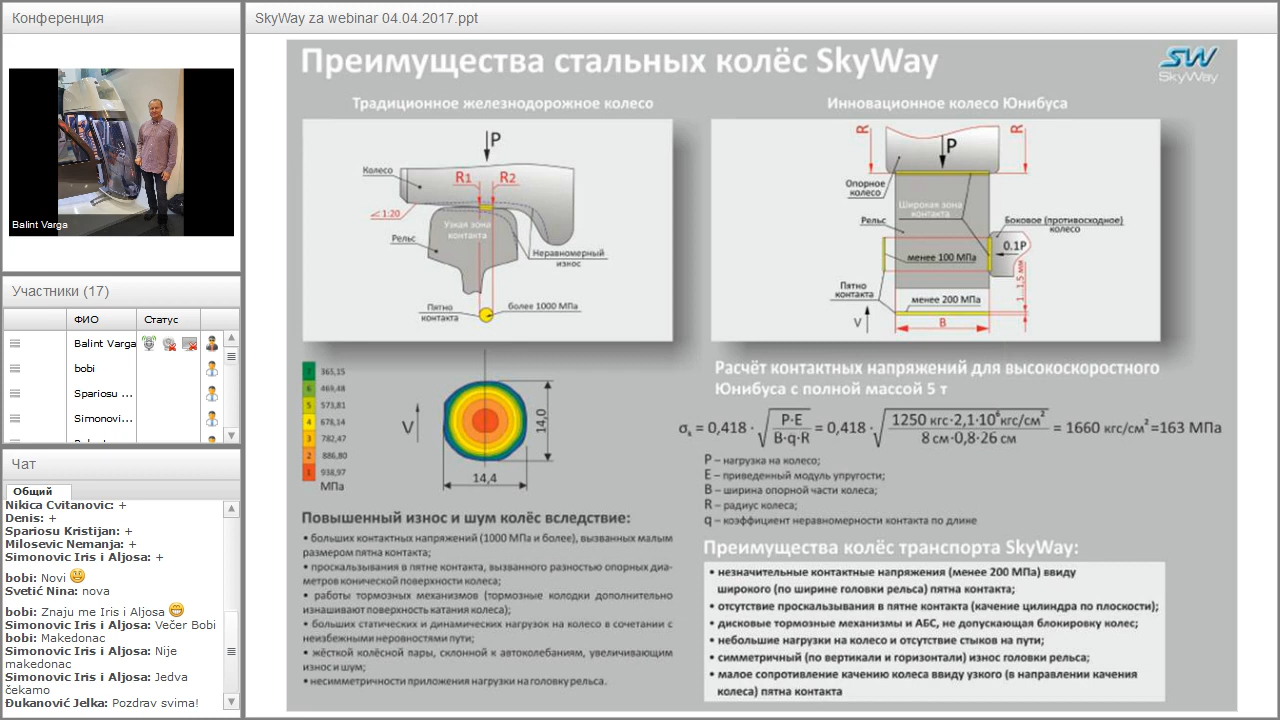 Конференция
Balint Varga
Участники (17)
ФИО
Статус
Balint Varga
bobi
Spariosu ...
Simonovi...
Чат
Общий
Nikica Cvitanovic: +
Denis: +
Spariosu Kristijan: +
Milosevic Nemanja: +
Simonovic Iris i Aljosa: +
bobi: Novi
Svetić Nina: nova
bobi: Znaju me Iris i Aljosa
Simonovic Iris i Aljosa: Večer Bobi
bobi: Makedonac
Simonovic Iris i Aljosa: Nije
makedonac
Simonovic Iris i Aljosa: Jedva
čekamo
Đukanović Jelka: Pozdrav svima!
SkyWay za webinar 04.04.2017.ppt
Преимущества стальных колёс SkyWay
SW
SkyWay
Традиционное железнодорожное колесо
P
Колесо
R1
R2
1:20
Узкая зона
контакта
Рельс
Неравномерный
износ
Пятно
контакта
более 1000 МПа
Инновационное колесо Юнибуса
R
P
R
Опорное
колесо
Широкая зона
контакта
Рельс
Боковое (противосходное)
колесо
0.1P
менее 100 МПа
Пятно
контакта
менее 200 МПа
1...1,5 мм
V
B
7 365,15
6 469,48
5 573,81
4 678,14
3 782,47
2 886,80
1 938,97
МПа
V
14,0
14,4
Повышенный износ и шум колёс вследствие:
• больших контактных напряжений (1000 МПа и более), вызванных малым
размером пятна контакта;
• проскальзывания в пятне контакта, вызванного разностью опорных диа-
метров конической поверхности колеса;
• работы тормозных механизмов (тормозные колодки дополнительно
изнашивают поверхность катания колеса);
• больших статических и динамических нагрузок на колесо в сочетании с
неизбежными неровностями пути;
• жёсткой колёсной пары, склонной к автоколебаниям, увеличивающим
износ и шум;
• несимметричности приложения нагрузки на головку рельса.
Расчёт контактных напряжений для высокоскоростного
Юнибуса с полной массой 5 т
σк = 0,418 · √(P·E / B·q·R) = 0,418 · √(1250 кгс·2,1·10⁶кгс/см² / 8 см·0,8·26 см) = 1660 кгс/см²=163 МПа
P – нагрузка на колесо;
E – приведенный модуль упругости;
B – ширина опорной части колеса;
R – радиус колеса;
q – коэффициент неравномерности контакта по длине
Преимущества колёс транспорта SkyWay:
• незначительные контактные напряжения (менее 200 МПа) ввиду
широкого (по ширине головки рельса) пятна контакта;
• отсутствие проскальзывания в пятне контакта (качение цилиндра по плоскости);
• дисковые тормозные механизмы и АБС, не допускающая блокировку колес;
• небольшие нагрузки на колесо и отсутствие стыков на пути;
• симметричный (по вертикали и горизонтали) износ головки рельса;
• малое сопротивление качению колеса ввиду узкого (в направлении качения
колеса) пятна контакта